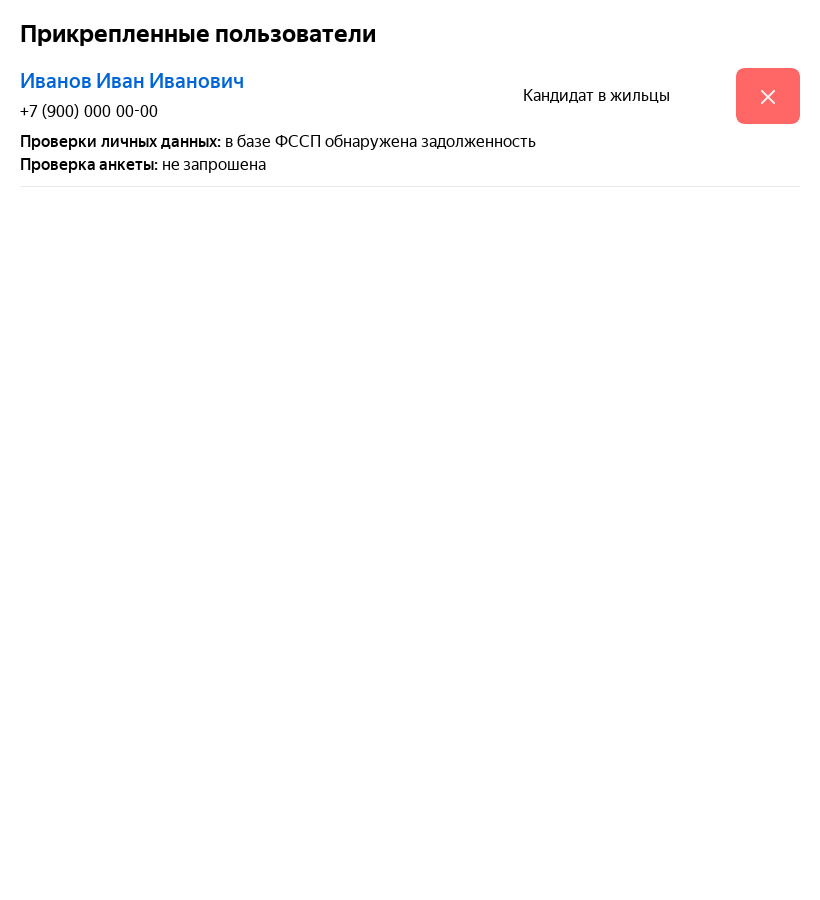 Прикрепленные пользователи
Иванов Иван Иванович
Кандидат в жильцы
+7 (900) 000 00-00
Проверки личных данных: в базе ФССП обнаружена задолженность
Проверка анкеты: не запрошена